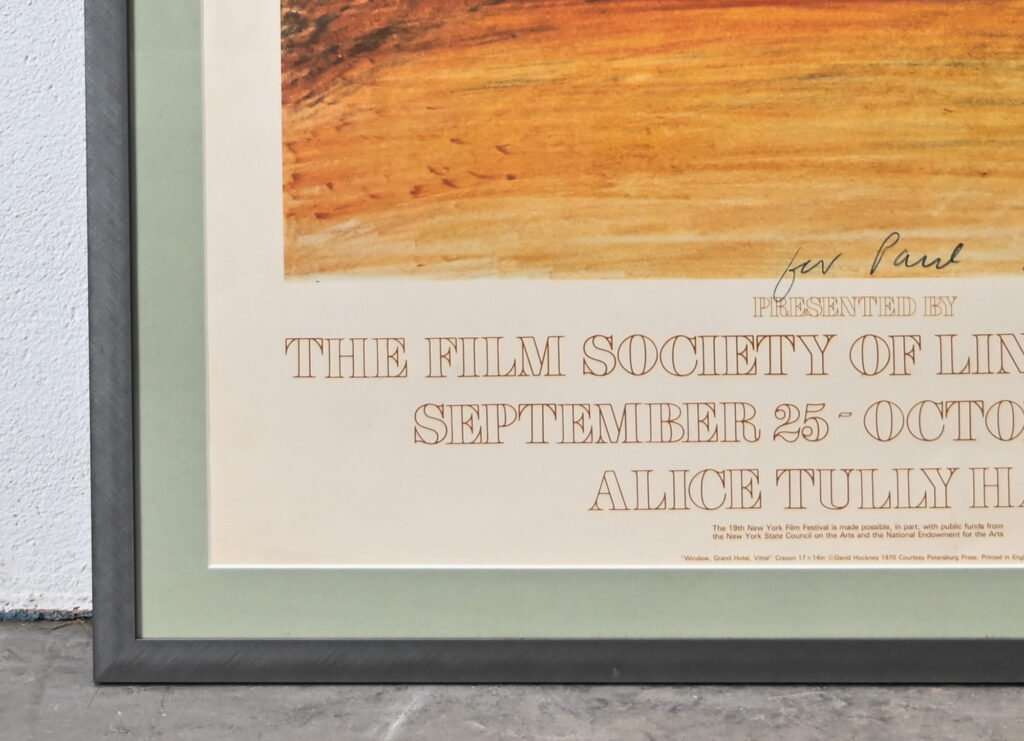 for Paul
PRESENTED BY
THE FILM SOCIETY OF LIN
SEPTEMBER 25 - OCTO
ALICE TULLY HA
The 19th New York Film Festival is made possible, in part, with public funds from
the New York State Council on the Arts and the National Endowment for the Arts
"Window, Grand Hotel, Vittel" Crayon 17 × 14in ©David Hockney 1970 Courtesy Petersburg Press. Printed in Eng